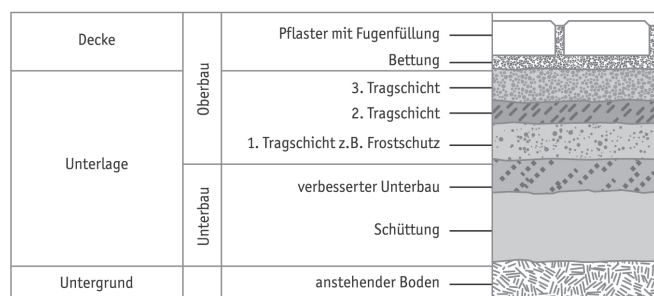 Decke
Oberbau
Pflaster mit Fugenfüllung
Bettung
Unterlage
3. Tragschicht
2. Tragschicht
1. Tragschicht z.B. Frostschutz
Unterbau
verbesserter Unterbau
Schüttung
Untergrund
anstehender Boden